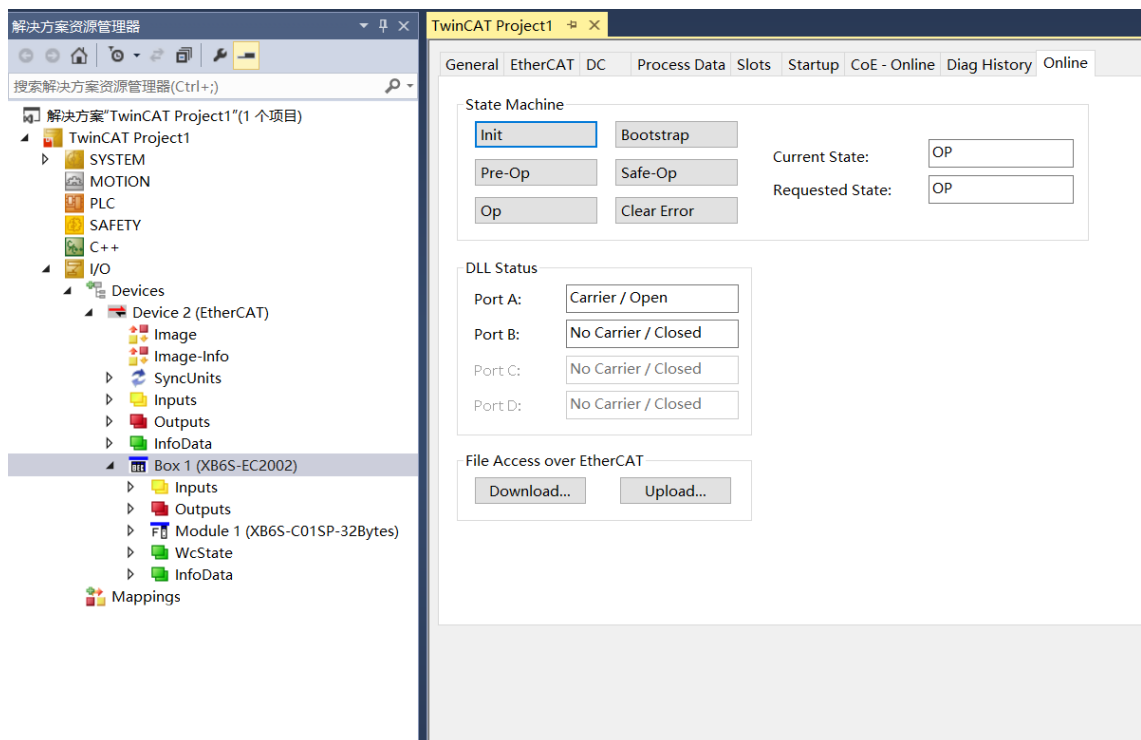 解决方案资源管理器
搜索解决方案资源管理器(Ctrl+;)
解决方案"TwinCAT Project1"(1 个项目)
TwinCAT Project1
SYSTEM
MOTION
PLC
SAFETY
C++
I/O
Devices
Device 2 (EtherCAT)
Image
Image-Info
SyncUnits
Inputs
Outputs
InfoData
Box 1 (XB6S-EC2002)
Inputs
Outputs
Module 1 (XB6S-C01SP-32Bytes)
WcState
InfoData
Mappings
TwinCAT Project1
General EtherCAT DC Process Data Slots Startup CoE - Online Diag History Online
State Machine
Init Bootstrap
Pre-Op Safe-Op
Op Clear Error
Current State: OP
Requested State: OP
DLL Status
Port A: Carrier / Open
Port B: No Carrier / Closed
Port C: No Carrier / Closed
Port D: No Carrier / Closed
File Access over EtherCAT
Download... Upload...